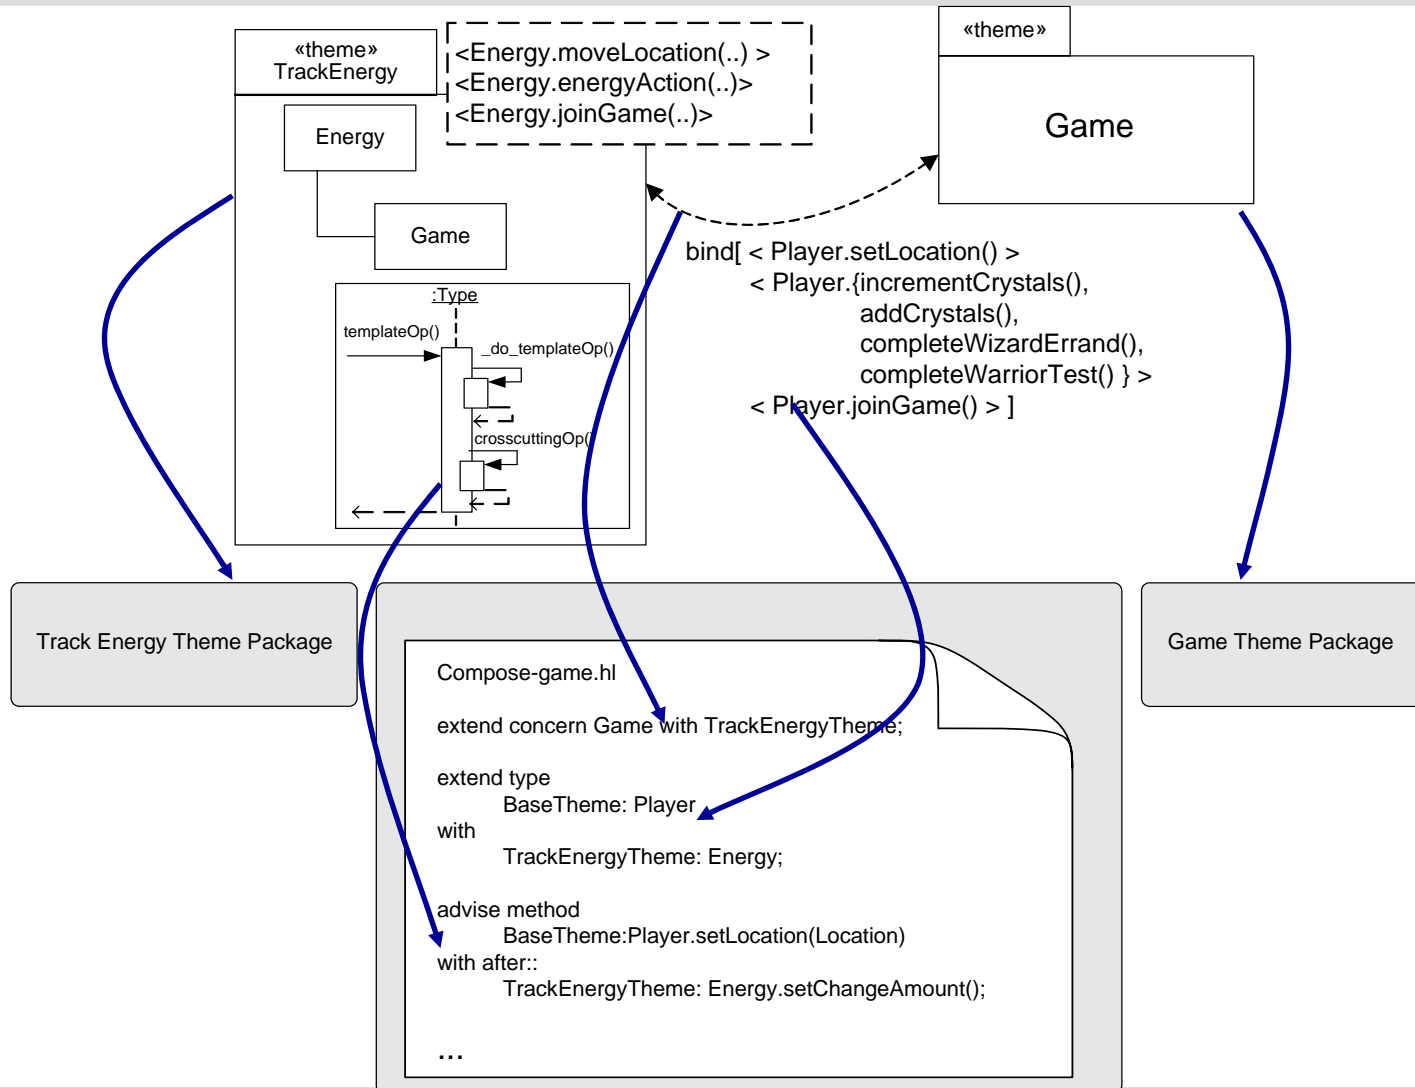 «theme»
TrackEnergy
<Energy.moveLocation(..) >
<Energy.energyAction(..)>
<Energy.joinGame(..)>
Energy
Game
:Type
templateOp()
_do_templateOp()
crosscuttingOp()
«theme»
Game
bind[ < Player.setLocation() >
< Player.{incrementCrystals(),
addCrystals(),
completeWizardErrand(),
completeWarriorTest() } >
< Player.joinGame() > ]
Track Energy Theme Package
Game Theme Package
Compose-game.hl
extend concern Game with TrackEnergyTheme;
extend type
BaseTheme: Player
with
TrackEnergyTheme: Energy;
advise method
BaseTheme:Player.setLocation(Location)
with after::
TrackEnergyTheme: Energy.setChangeAmount();
...